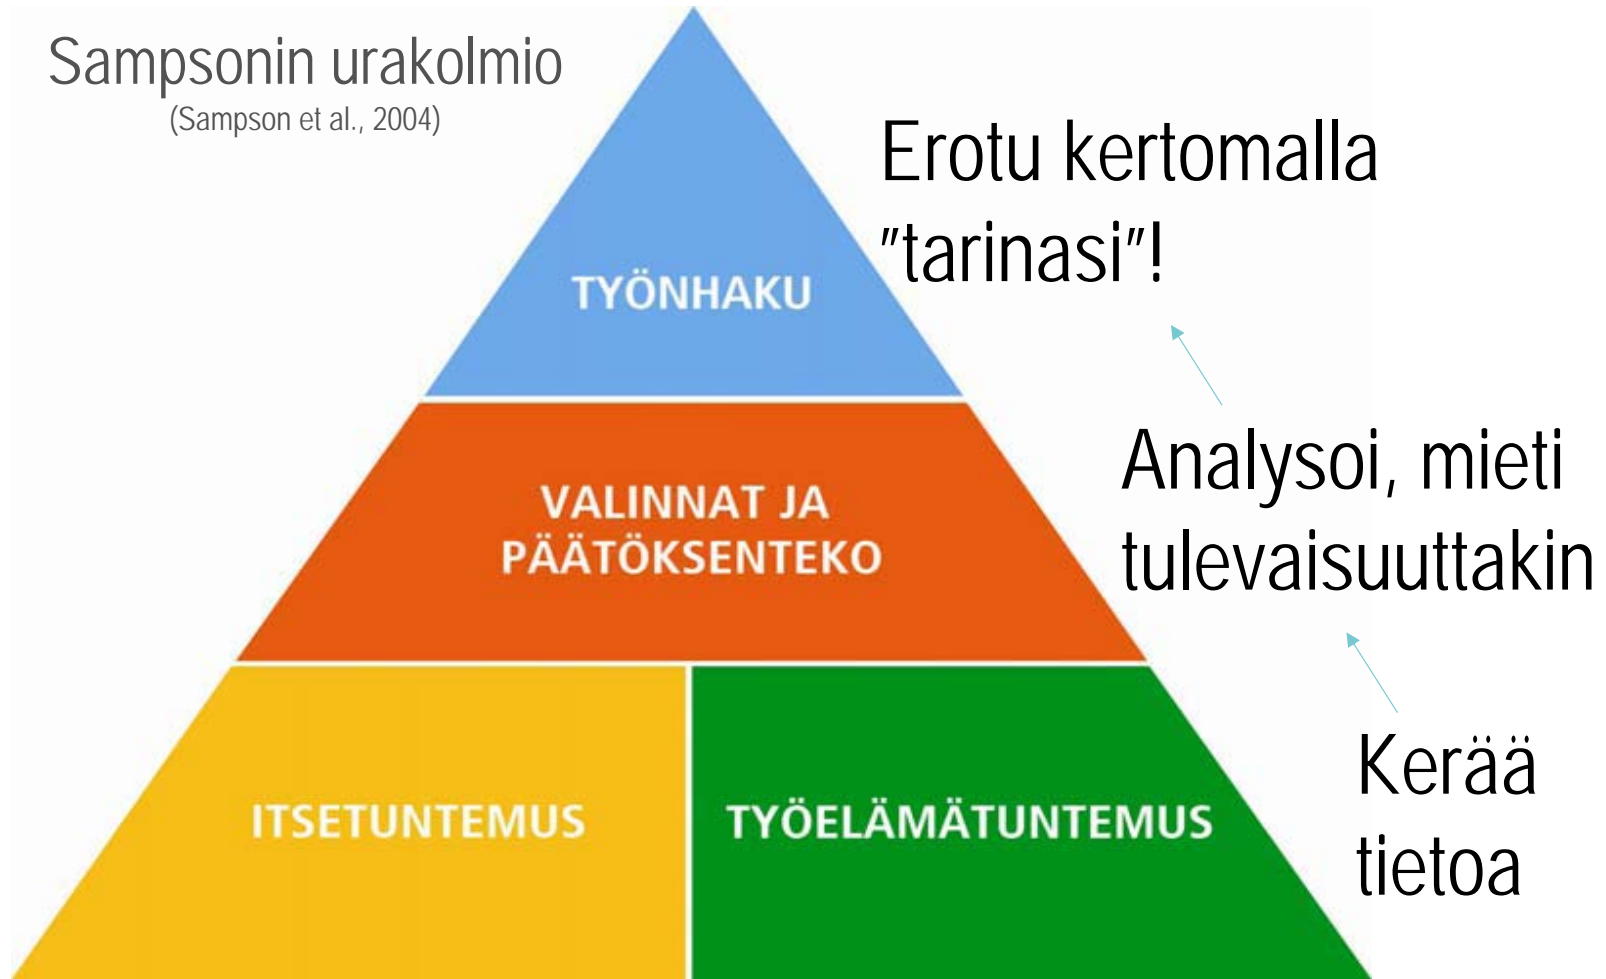 Sampsonin urakolmio
(Sampson et al., 2004)
Erotu kertomalla
"tarinasi"!
TYÖNHAKU
Analysoi, mieti
tulevaisuuttakin
VALINNAT JA
PÄÄTÖKSENTEKO
Kerää
tietoa
ITSETUNTEMUS
TYÖELÄMÄTUNTEMUS